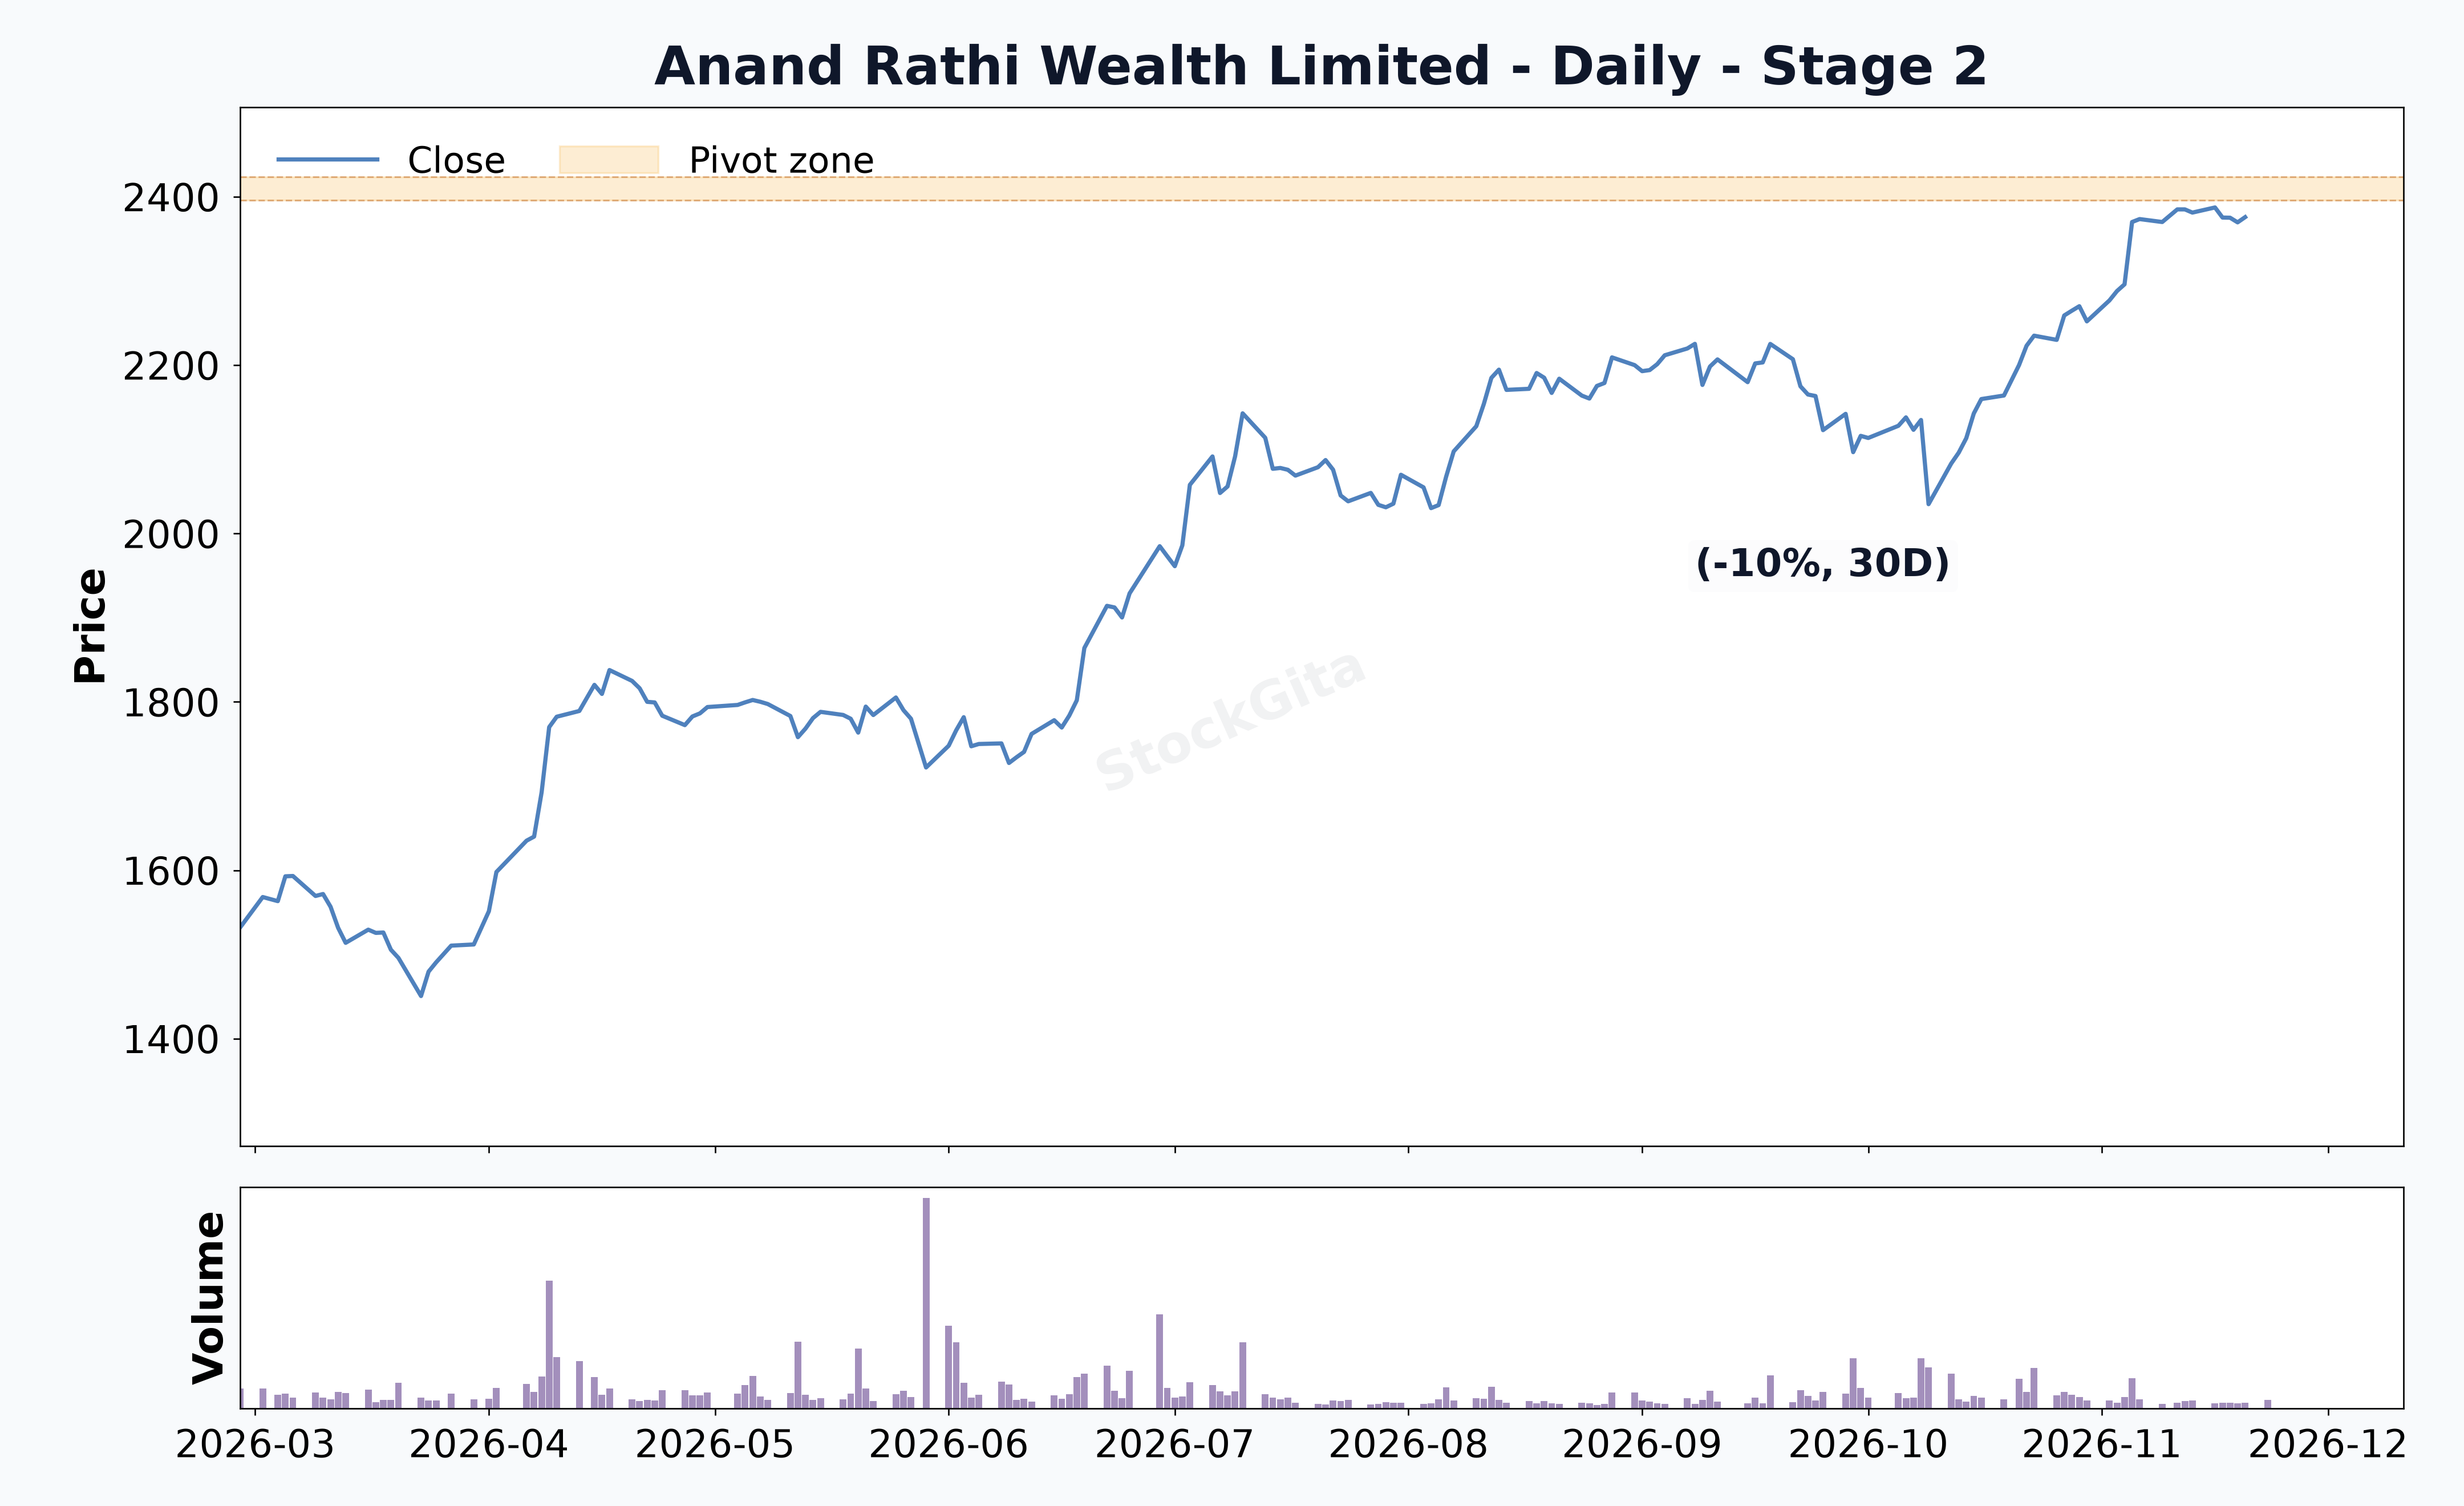 Anand Rathi Wealth Limited - Daily - Stage 2
Close
Pivot zone
2400
2200
2000
1800
1600
1400
Price
(-10%, 30D)
StockGita
Volume
2026-03
2026-04
2026-05
2026-06
2026-07
2026-08
2026-09
2026-10
2026-11
2026-12